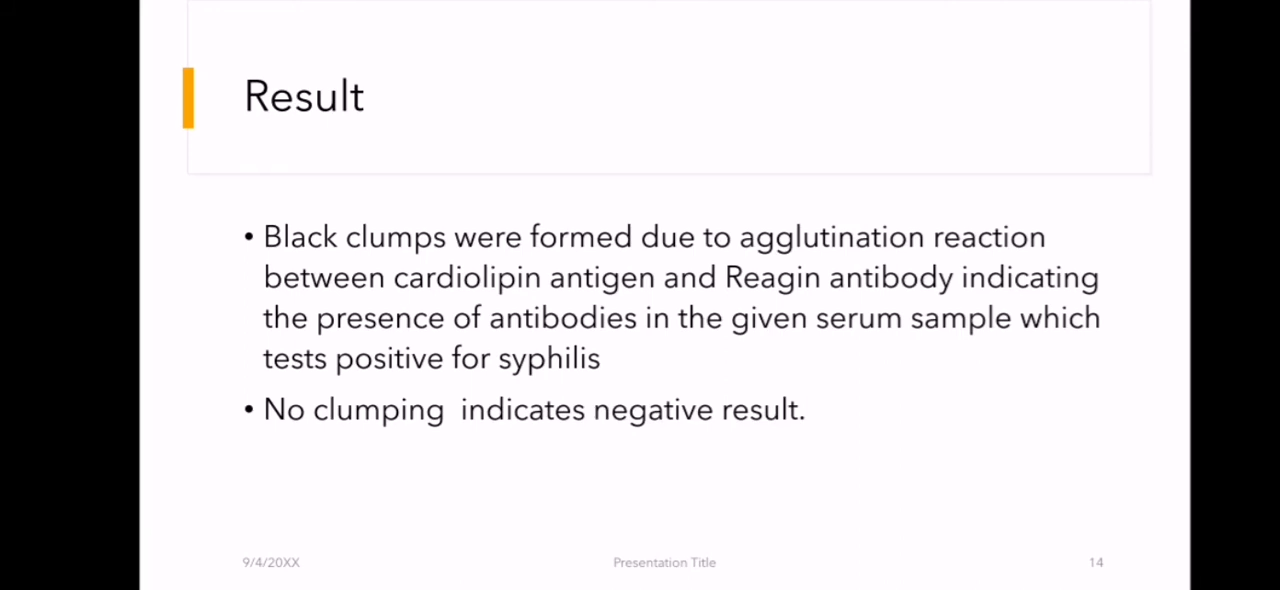 Result
• Black clumps were formed due to agglutination reaction
between cardiolipin antigen and Reagin antibody indicating
the presence of antibodies in the given serum sample which
tests positive for syphilis
• No clumping  indicates negative result.
9/4/20XX
Presentation Title
14